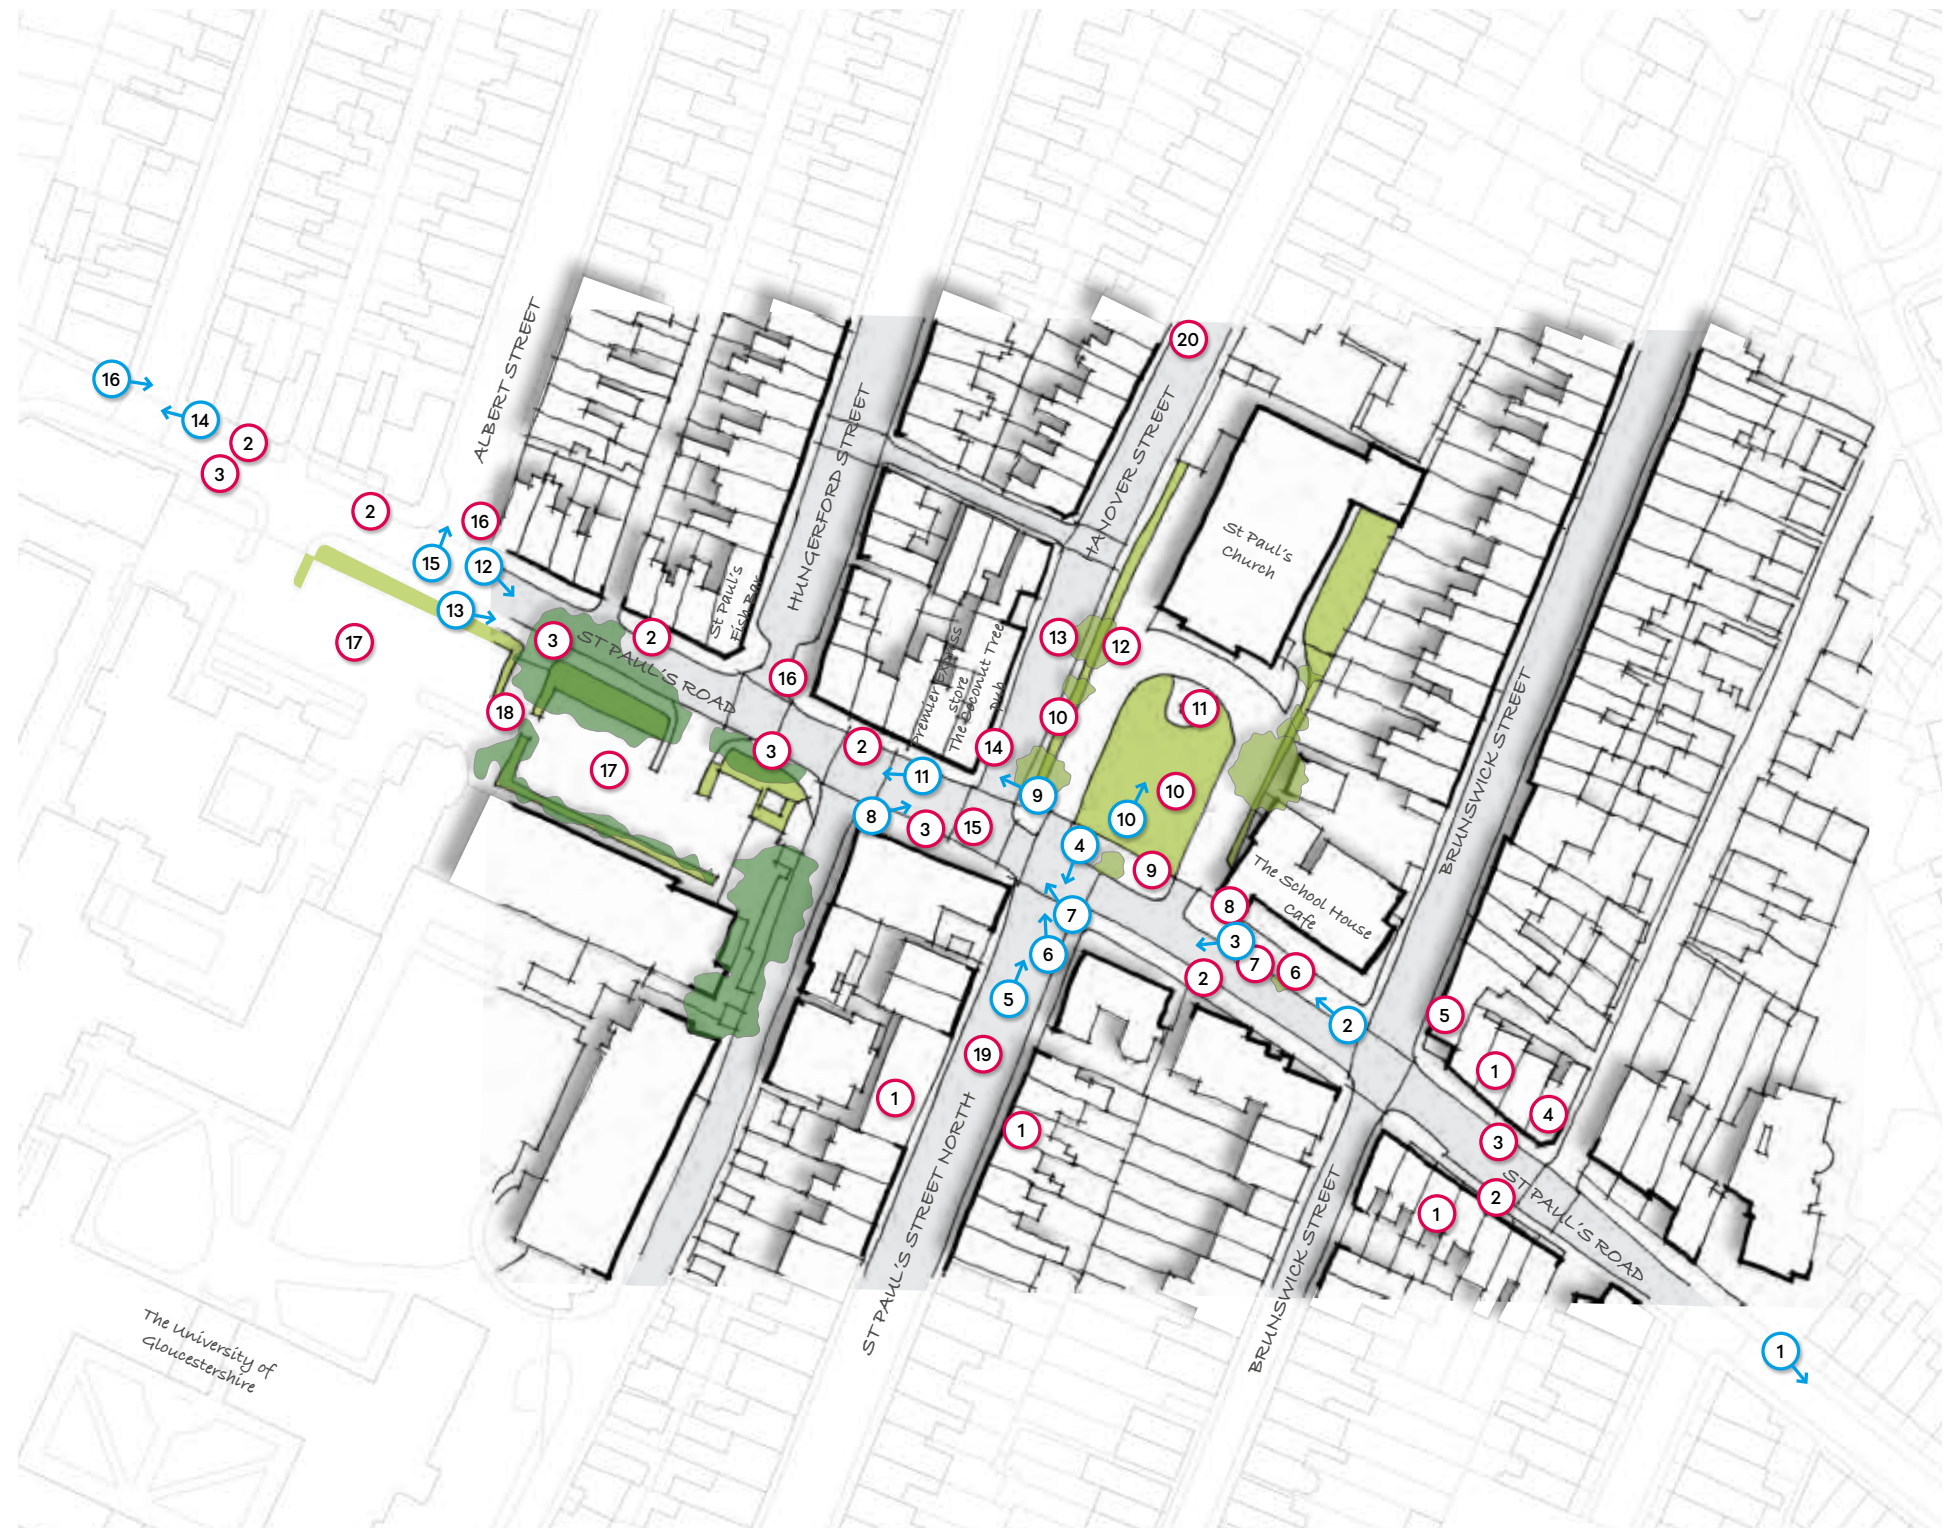 20
ALBERT STREET
16
14
2
3
HUNGERFORD STREET
HANOVER STREET
2
16
15
12
St Paul's
Church
13
17
3
ST PAUL'S ROAD
2
St Paul's
Fish Bar
13
12
16
Premier Express
store
The Coconut Tree
pub
18
10
11
BRUNSWICK STREET
3
2
14
17
11
9
10
10
8
3
15
4
9
The School House
cafe
7
8
3
6
7
6
2
5
2
5
19
1
1
4
1
1
3
ST PAUL'S STREET NORTH
BRUNSWICK STREET
2
1
ST PAUL'S ROAD
The University of
Gloucestershire
1